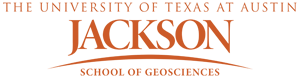 THE UNIVERSITY OF TEXAS AT AUSTIN
JACKSON
SCHOOL OF GEOSCIENCES